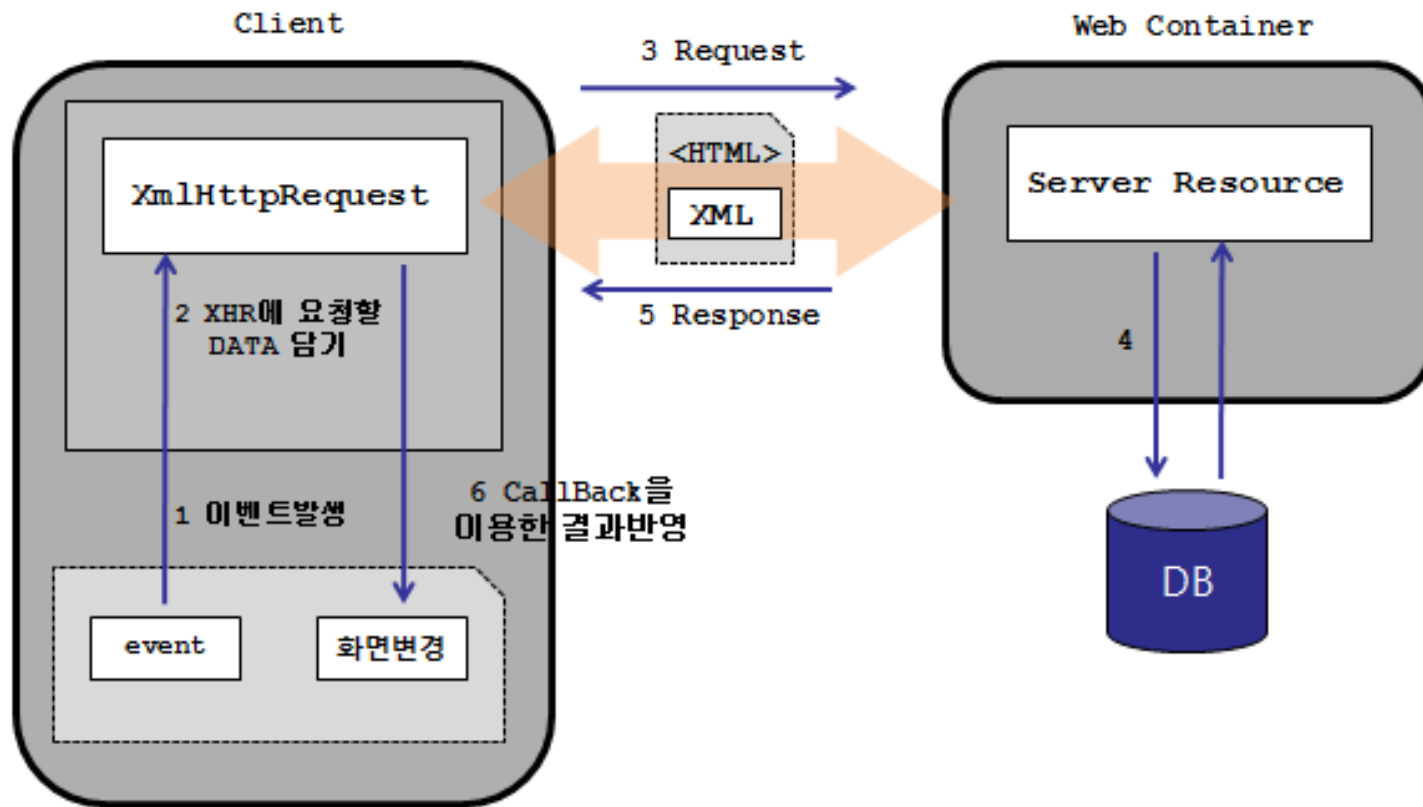 Client
Web Container
3 Request
<HTML>
XmlHttpRequest
XML
Server Resource
2 XHR에 요청할
DATA 담기
5 Response
4
1 이벤트발생
6 CallBack을
이용한 결과반영
DB
event
화면변경